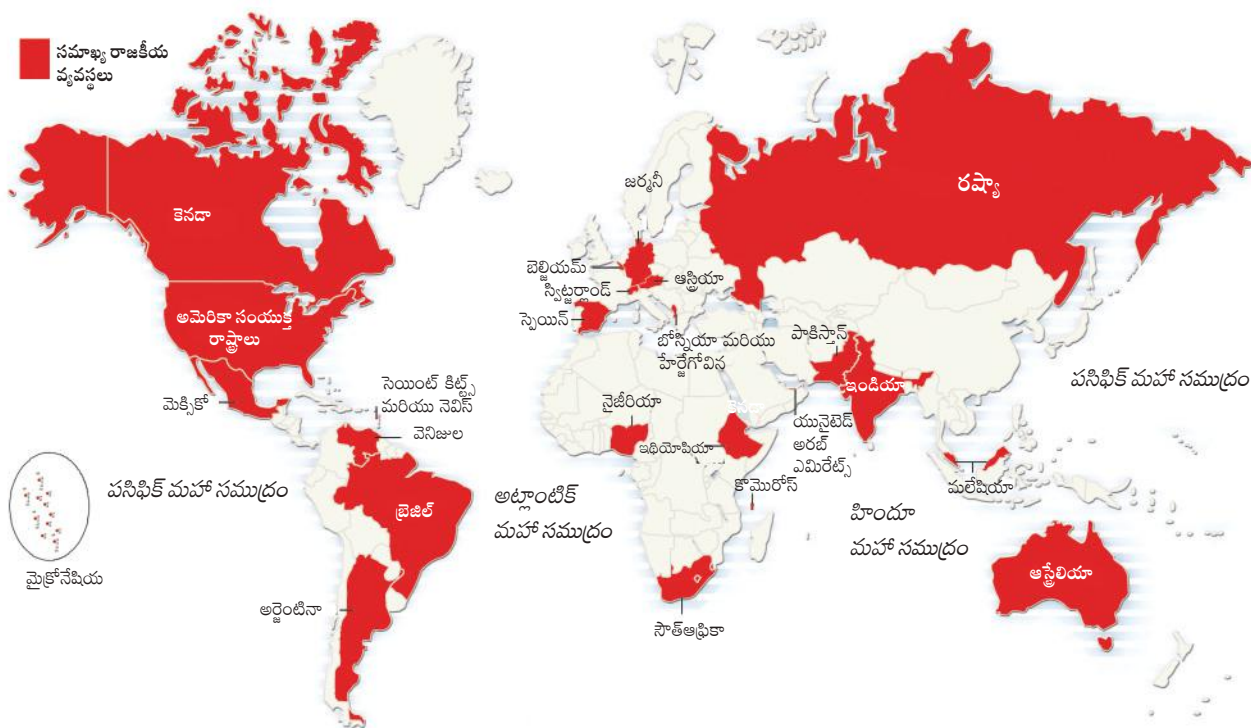 సమాఖ్య రాజకీయ
వ్యవస్థలు
కెనడా
అమెరికా సంయుక్త
రాష్ట్రాలు
మెక్సికో
సెయింట్ కిట్ట్స్
మరియు నెవిస్
వెనిజుల
బ్రెజిల్
అర్జెంటినా
పసిఫిక్ మహా సముద్రం
మైక్రోనేషియ
అట్లాంటిక్
మహా సముద్రం
జర్మనీ
రష్యా
బెల్జియమ్
ఆస్ట్రియా
స్విట్జర్లాండ్
స్పెయిన్
బోస్నియా మరియు
హేర్జేగోవిన
పాకిస్తాన్
ఇండియా
నైజీరియా
ఇథియోపియా
యునైటెడ్
అరబ్
ఎమిరేట్స్
కొమొరోస్
మలేషియా
పసిఫిక్ మహా సముద్రం
హిందూ
మహా సముద్రం
సౌత్ఆఫ్రికా
ఆస్ట్రేలియా